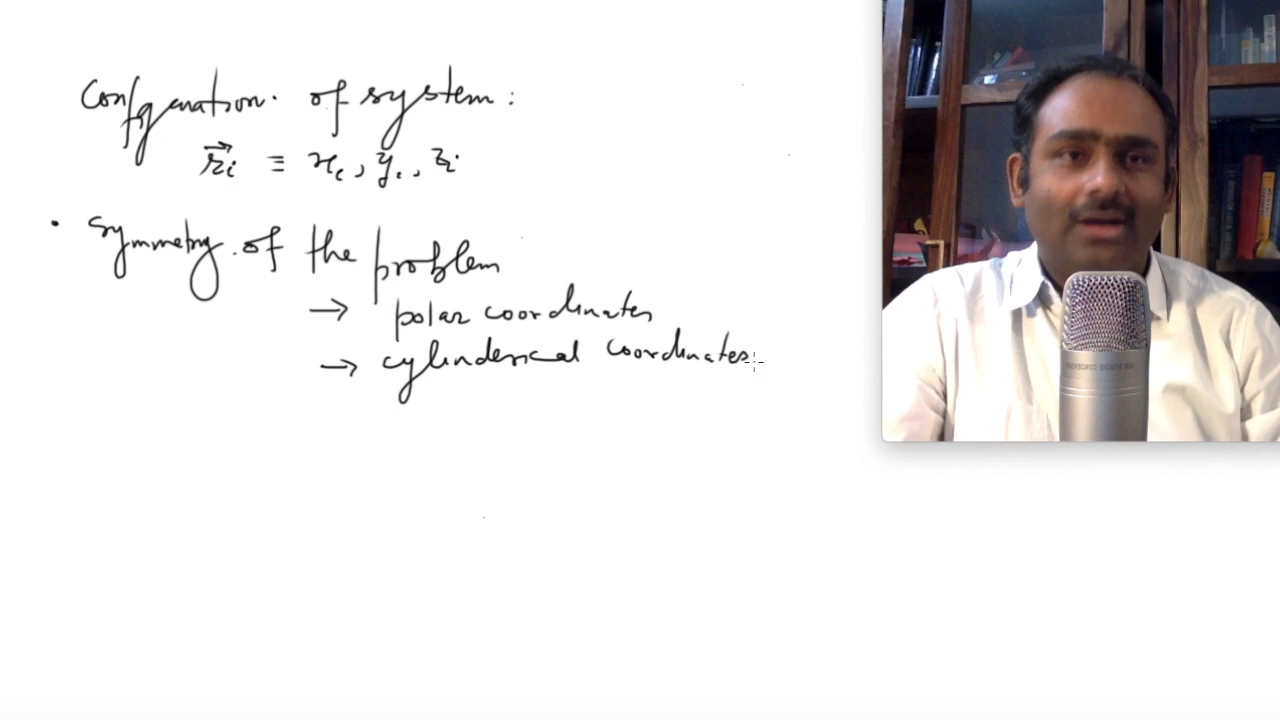 Configuration of system :
r⃗i ≡ xi, yi, zi
• Symmetry of the problem
→ polar coordinates
→ cylinderical coordinates